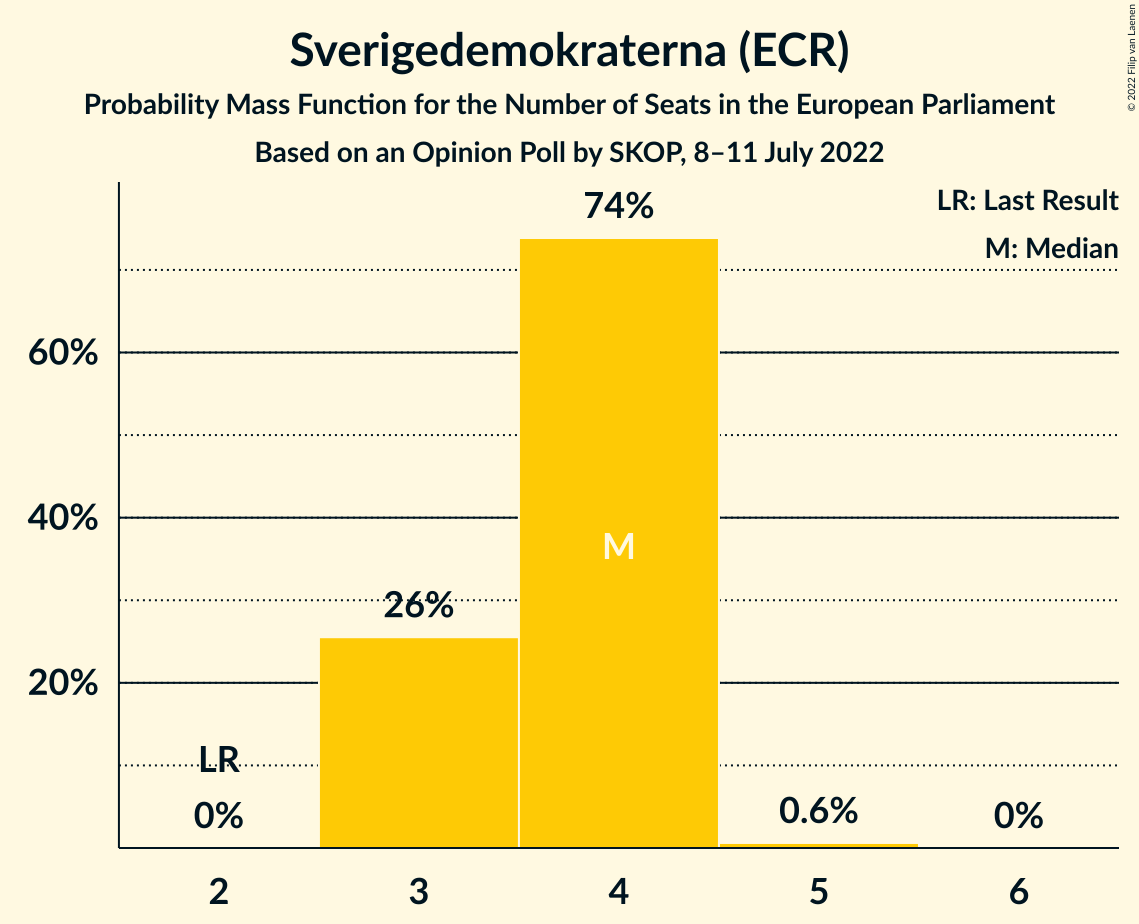 © 2022 Filip van Laenen
Sverigedemokraterna (ECR)
Probability Mass Function for the Number of Seats in the European Parliament
Based on an Opinion Poll by SKOP, 8–11 July 2022
LR: Last Result
M: Median
74%
60%
40%
M
26%
20%
LR
0%
0.6%
0%
2 3 4 5 6